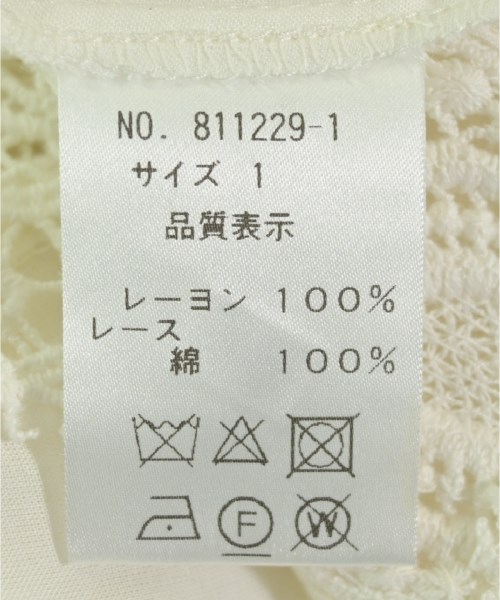 NO. 811229-1
サイズ 1
品質表示
レーヨン 100%
レース
綿 100%
F W